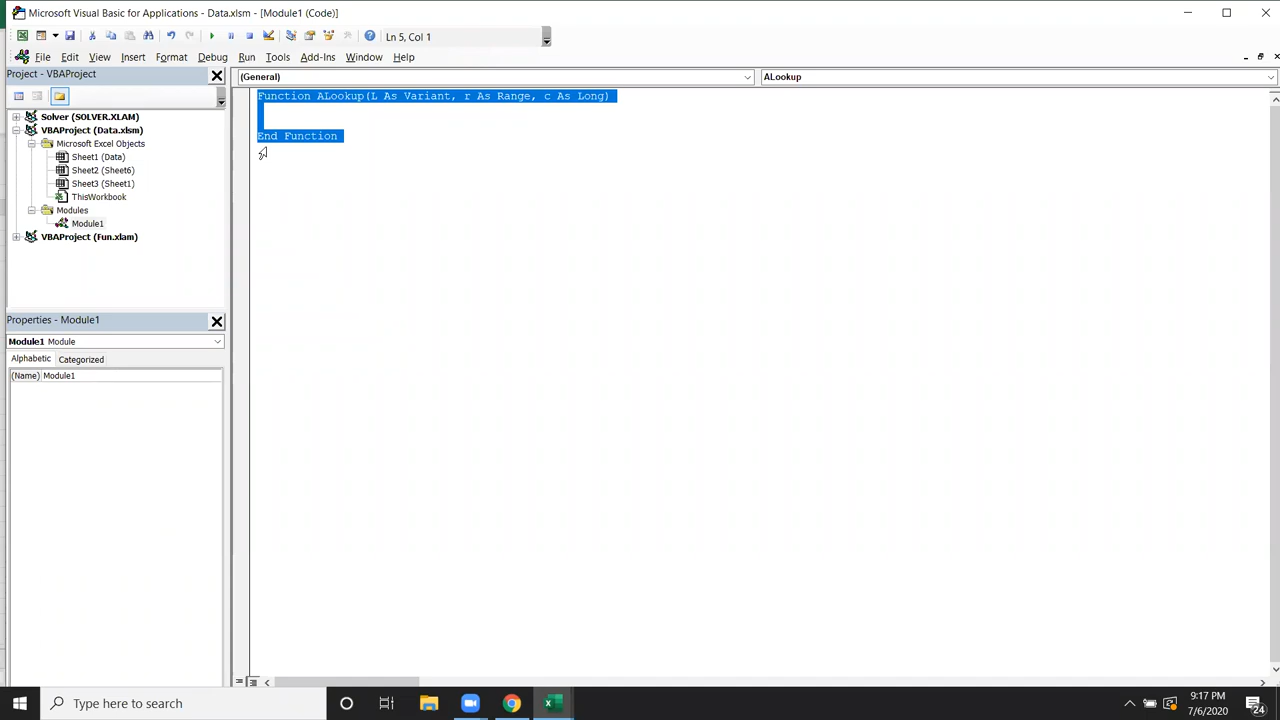 Microsoft Visual Basic for Applications - Data.xlsm - [Module1 (Code)]
Ln 5, Col 1
File Edit View Insert Format Debug Run Tools Add-Ins Window Help
Project - VBAProject
(General)
ALookup
Solver (SOLVER.XLAM)
VBAProject (Data.xlsm)
Microsoft Excel Objects
Sheet1 (Data)
Sheet2 (Sheet6)
Sheet3 (Sheet1)
ThisWorkbook
Modules
Module1
VBAProject (Fun.xlam)
Function ALookup(L As Variant, r As Range, c As Long)
End Function
Properties - Module1
Module1 Module
Alphabetic Categorized
(Name) Module1
Type here to search
9:17 PM
7/6/2020
24